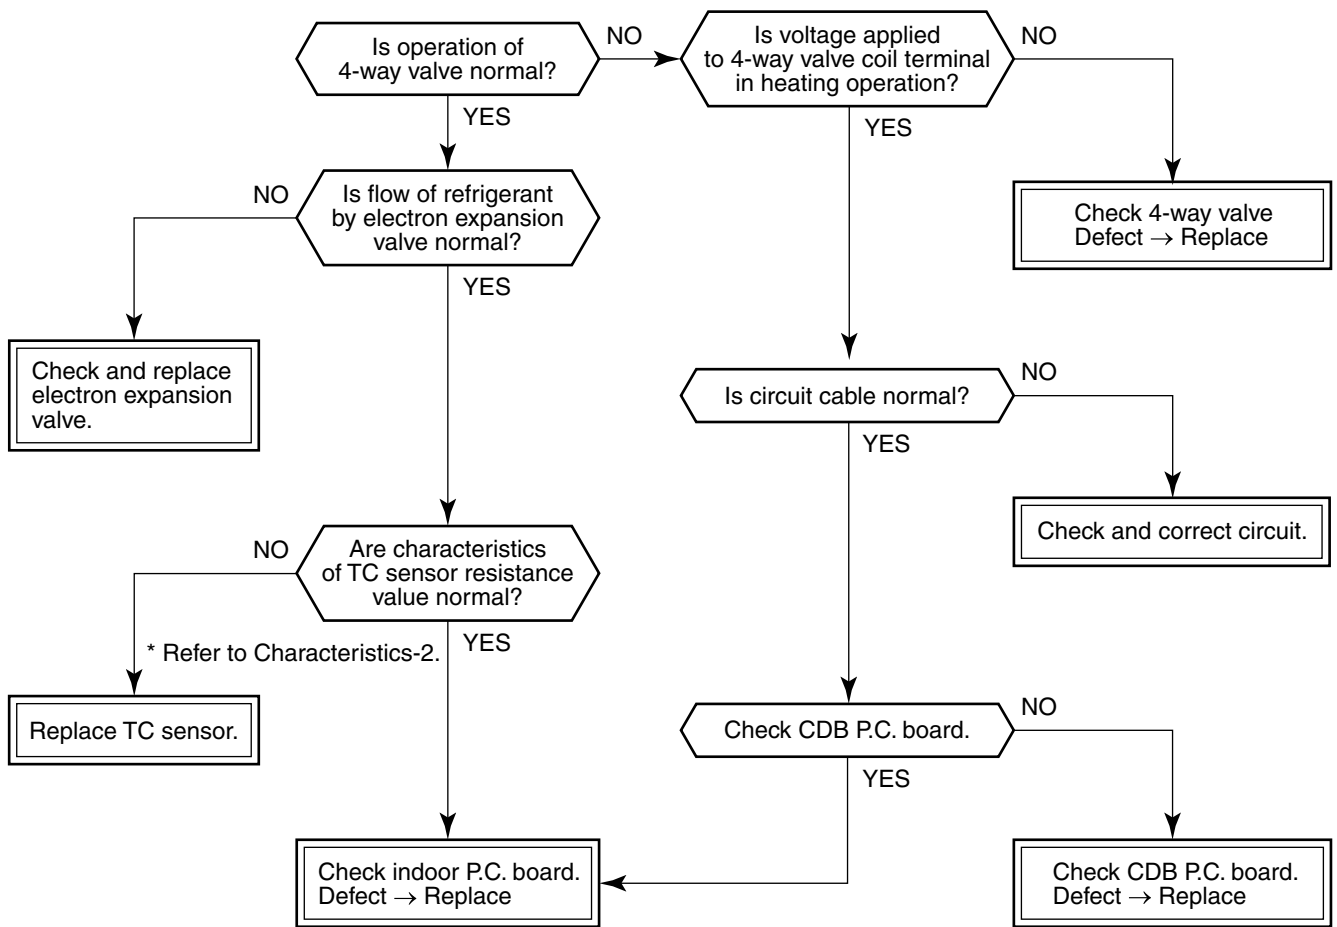 Is operation of
4-way valve normal?
NO
Is voltage applied
to 4-way valve coil terminal
in heating operation?
NO
YES
YES
Check 4-way valve
Defect → Replace
NO
Is flow of refrigerant
by electron expansion
valve normal?
YES
Check and replace
electron expansion
valve.
Is circuit cable normal?
NO
YES
Check and correct circuit.
NO
Are characteristics
of TC sensor resistance
value normal?
YES
* Refer to Characteristics-2.
Replace TC sensor.
Check CDB P.C. board.
NO
YES
Check indoor P.C. board.
Defect → Replace
Check CDB P.C. board.
Defect → Replace